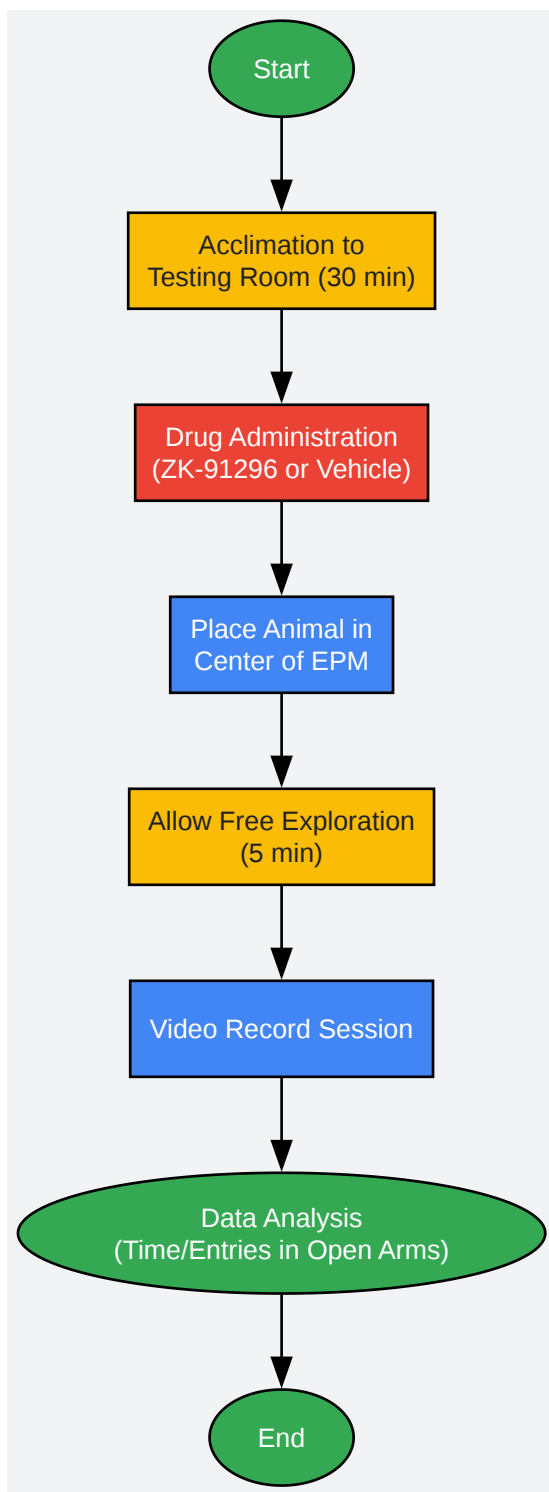 Start
Acclimation to
Testing Room (30 min)
Drug Administration
(ZK-91296 or Vehicle)
Place Animal in
Center of EPM
Allow Free Exploration
(5 min)
Video Record Session
Data Analysis
(Time/Entries in Open Arms)
End